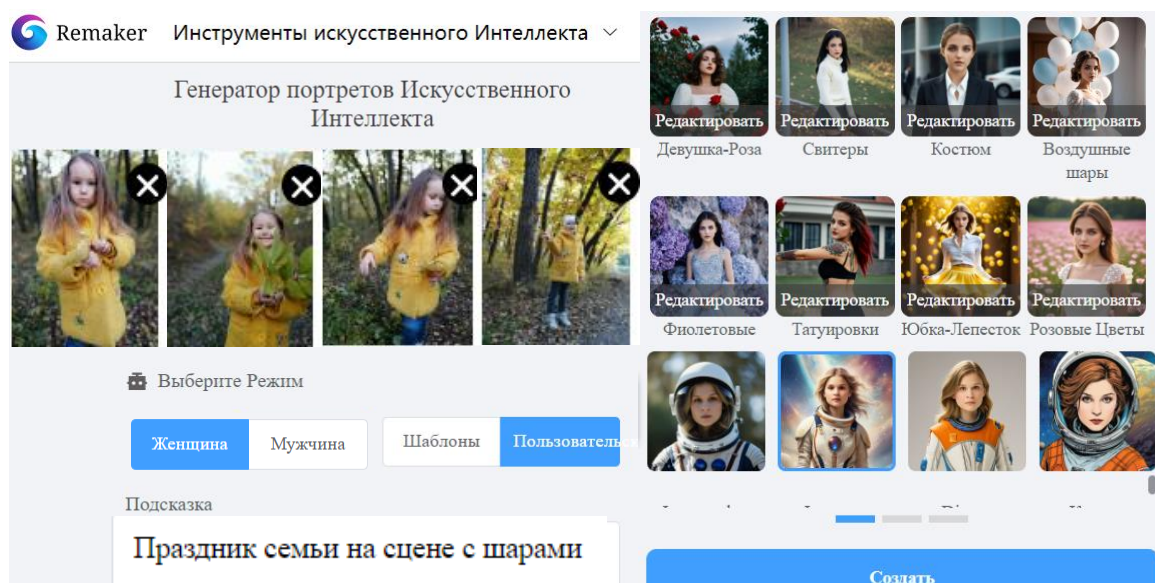 Remaker Инструменты искусственного Интеллекта
Генератор портретов Искусственного
Интеллекта
Выберите Режим
Женщина Мужчина Шаблоны
Подсказка
Праздник семьи на сцене с шарами
Редактировать Редактировать Редактировать Редактировать
Девушка-Роза Свитеры Костюм Воздушные
шары
Редактировать Редактировать Редактировать Редактировать
Фиолетовые Татуировки Юбка-Лепесток Розовые Цветы
Создать